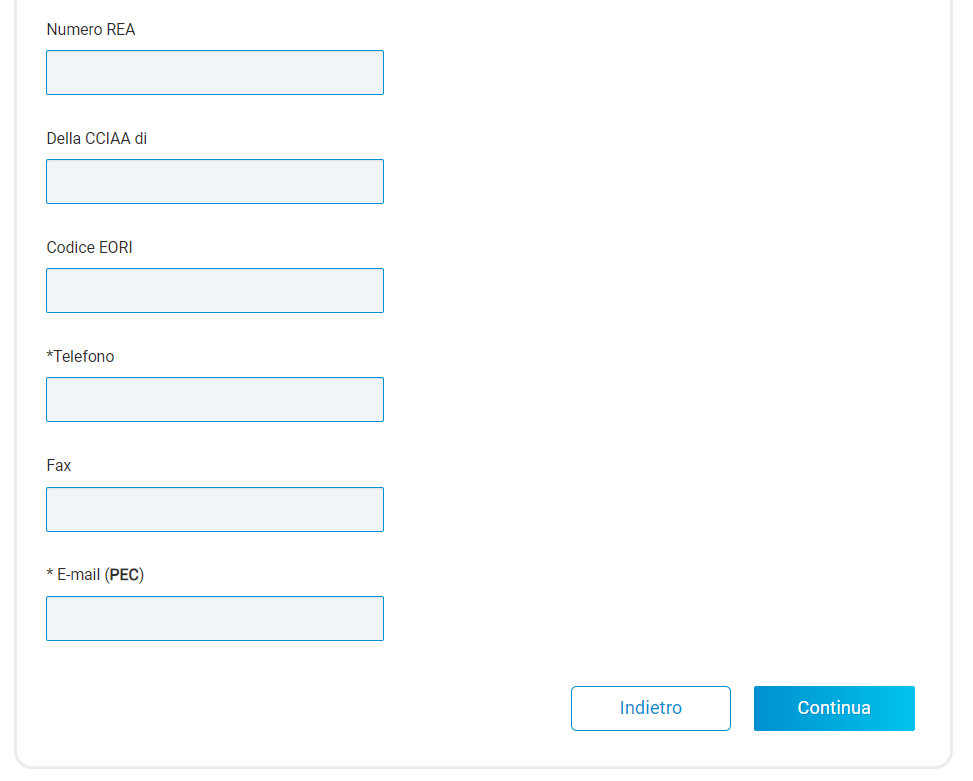 Numero REA
Della CCIAA di
Codice EORI
*Telefono
Fax
* E-mail (PEC)
Indietro
Continua